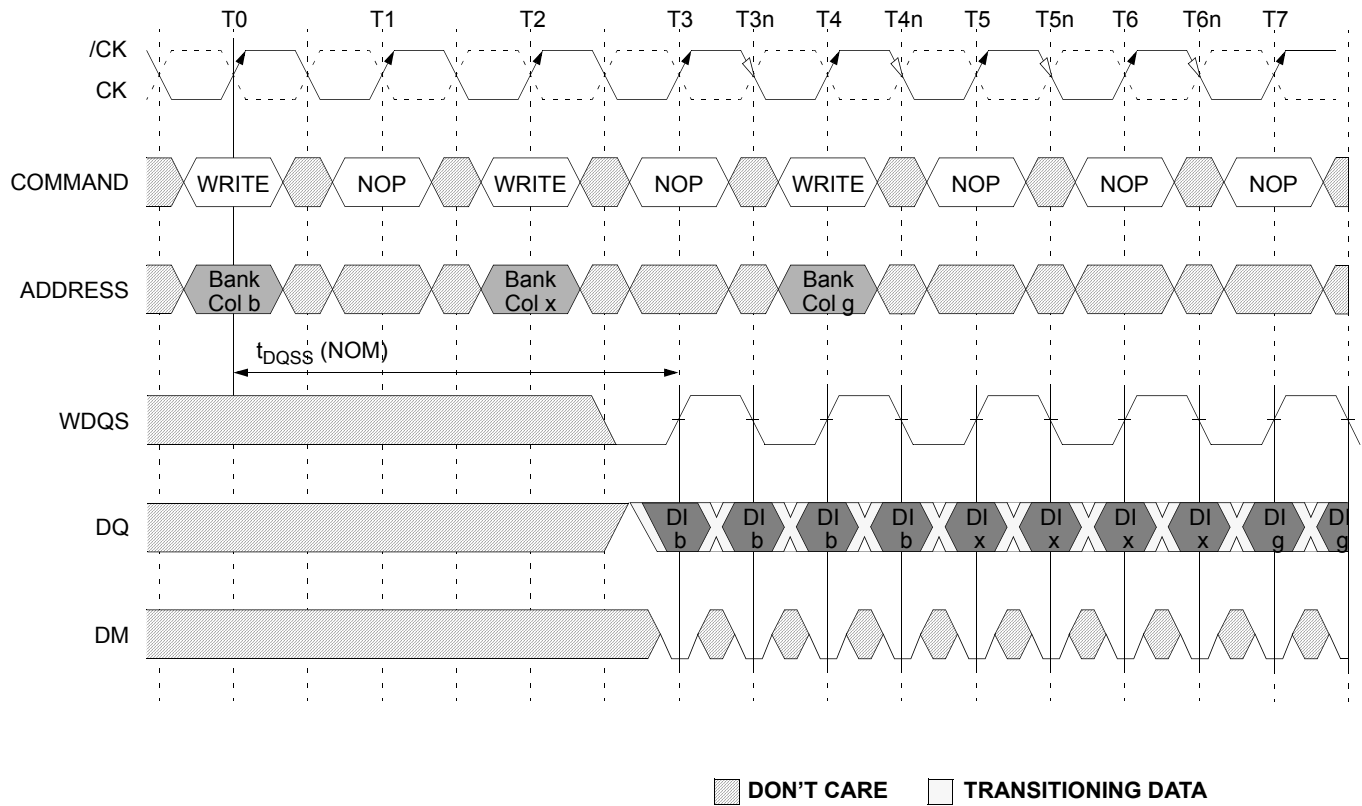 T0 T1 T2 T3 T3n T4 T4n T5 T5n T6 T6n T7
/CK
CK
COMMAND WRITE NOP WRITE NOP WRITE NOP NOP NOP
ADDRESS Bank Col b Bank Col x Bank Col g
tDQSS (NOM)
WDQS
DQ DI b DI b DI b DI b DI x DI x DI x DI x DI g DI g
DM
DON'T CARE TRANSITIONING DATA